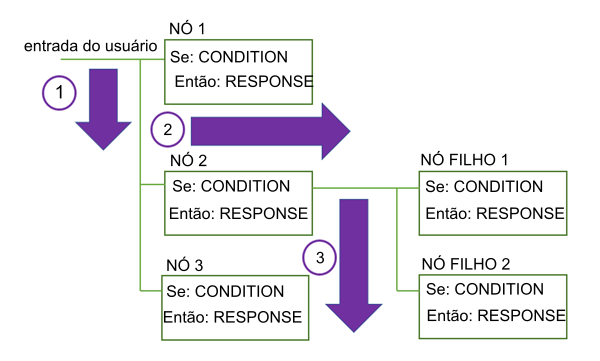 NÓ 1
entrada do usuário
Se: CONDITION
Então: RESPONSE
1
2
NÓ 2
Se: CONDITION
Então: RESPONSE
NÓ FILHO 1
Se: CONDITION
Então: RESPONSE
3
NÓ 3
Se: CONDITION
Então: RESPONSE
NÓ FILHO 2
Se: CONDITION
Então: RESPONSE